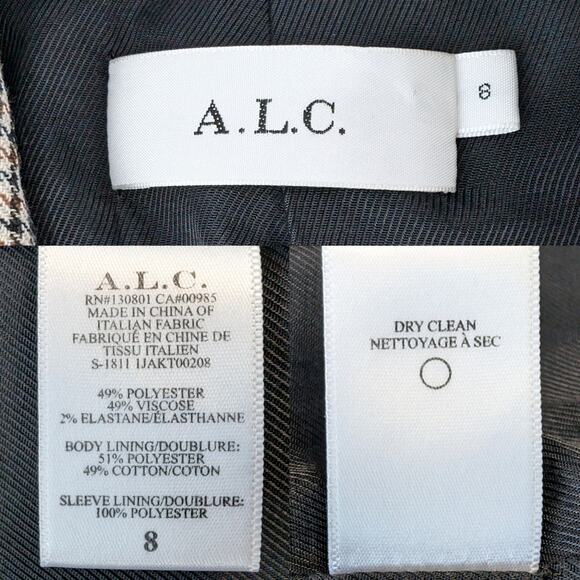 A.L.C.
8
A.L.C.
RN#130801 CA#00985
MADE IN CHINA OF
ITALIAN FABRIC
FABRIQUÉ EN CHINE DE
TISSU ITALIEN
S-1811 1JAKT00208
49% POLYESTER
49% VISCOSE
2% ELASTANE/ÉLASTHANNE
BODY LINING/DOUBLURE:
51% POLYESTER
49% COTTON/COTON
SLEEVE LINING/DOUBLURE:
100% POLYESTER
8
DRY CLEAN
NETTOYAGE À SEC